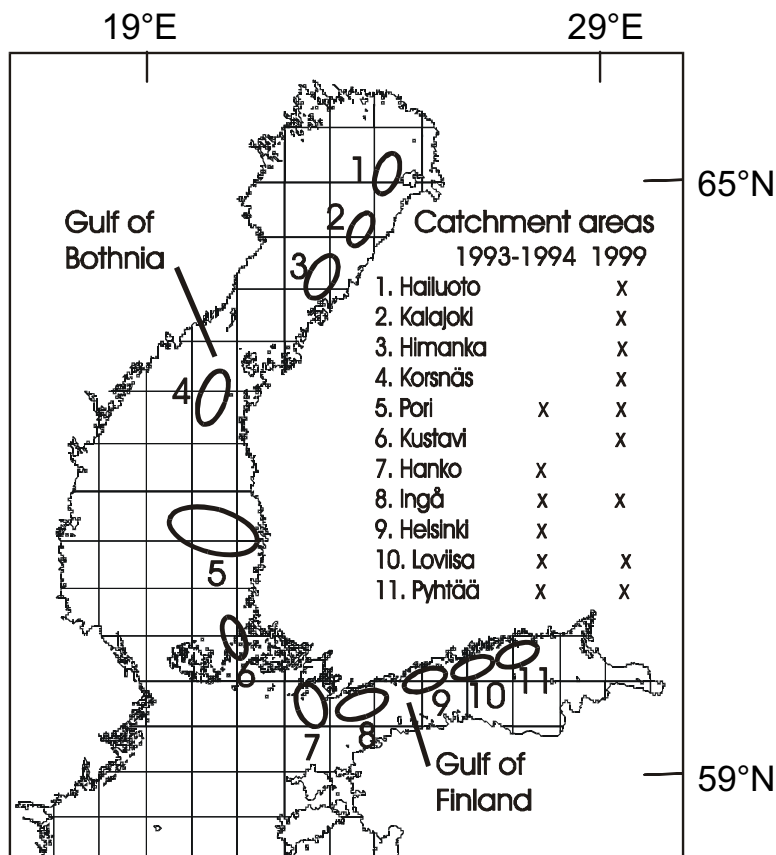 19°E 29°E
65°N
Gulf of
Bothnia
Catchment areas
1993-1994 1999
1. Hailuoto x
2. Kalajoki x
3. Himanka x
4. Korsnäs x
5. Pori x x
6. Kustavi x
7. Hanko x
8. Ingå x x
9. Helsinki x
10. Loviisa x x
11. Pyhtää x x
1
2
3
4
5
6
7
8
9
10
11
Gulf of
Finland
59°N